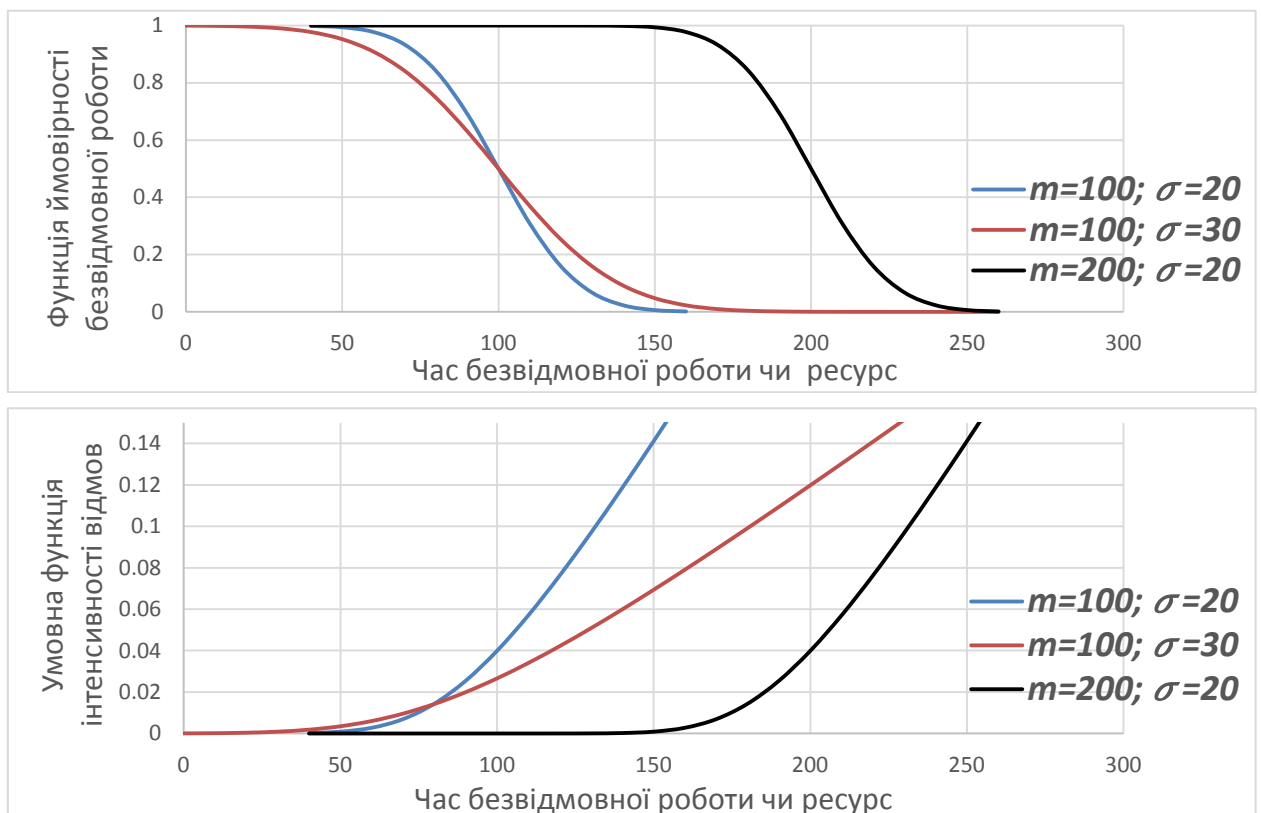 Функція ймовірності
безвідмовної роботи
1
0.8
0.6
0.4
0.2
0
0 50 100 150 200 250 300
Час безвідмовної роботи чи ресурс
m=100; σ=20
m=100; σ=30
m=200; σ=20
Умовна функція
інтенсивності відмов
0.14
0.12
0.1
0.08
0.06
0.04
0.02
0
0 50 100 150 200 250 300
Час безвідмовної роботи чи ресурс
m=100; σ=20
m=100; σ=30
m=200; σ=20